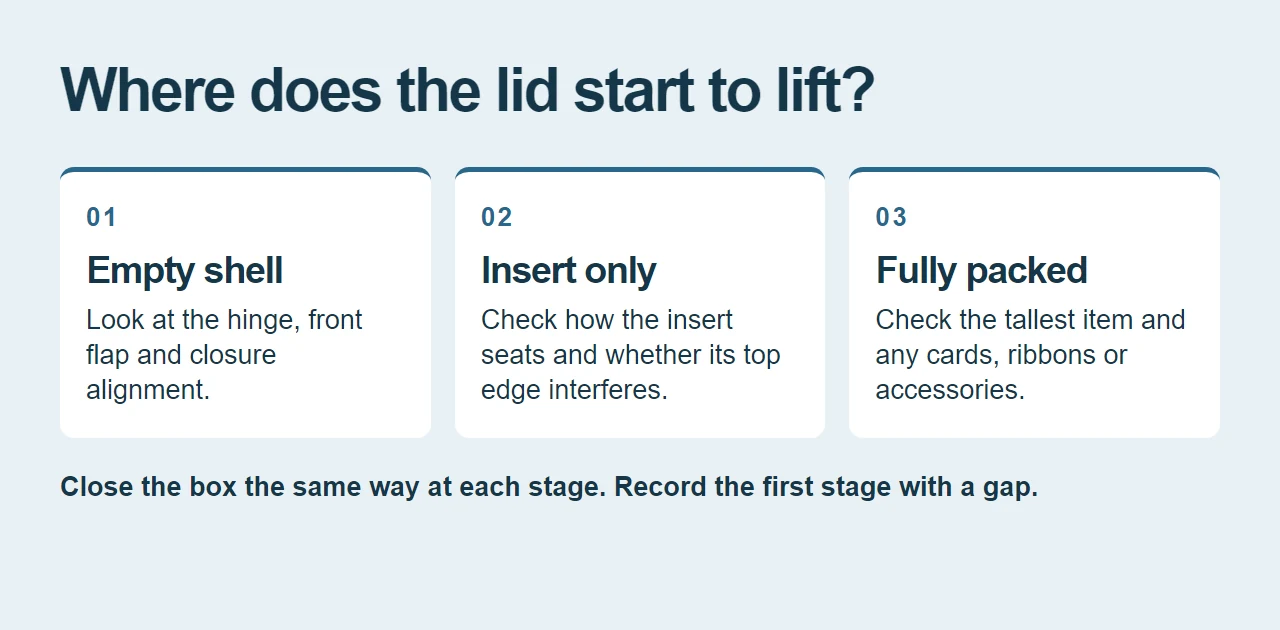 Where does the lid start to lift?
01
Empty shell
Look at the hinge, front
flap and closure
alignment.
02
Insert only
Check how the insert
seats and whether its top
edge interferes.
03
Fully packed
Check the tallest item and
any cards, ribbons or
accessories.
Close the box the same way at each stage. Record the first stage with a gap.